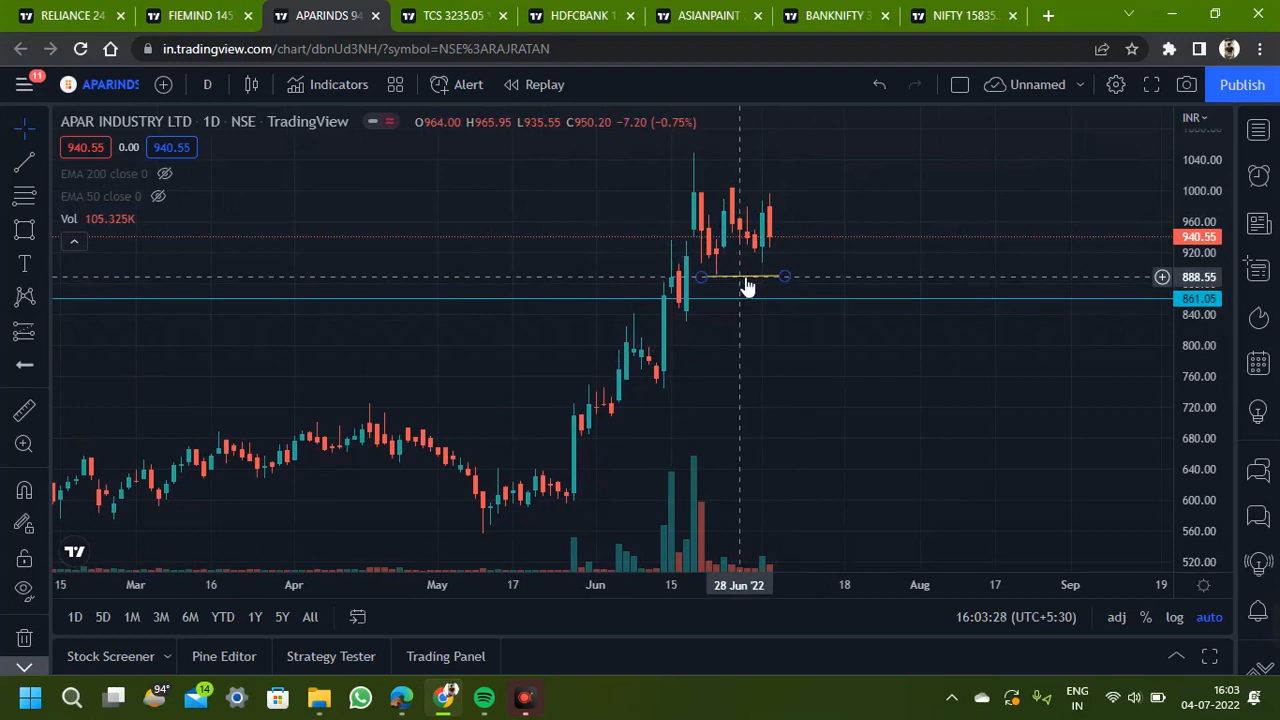 RELIANCE 24
FIEMIND 145
APARINDS 94
TCS 3235.05
HDFCBANK 1
ASIANPAINT
BANKNIFTY 3
NIFTY 15835.
in.tradingview.com/chart/dbnUd3NH/?symbol=NSE%3ARAJRATAN
11
APARINDS
D
Indicators
Alert
Replay
Unnamed
Publish
APAR INDUSTRY LTD · 1D · NSE · TradingView
O964.00 H965.95 L935.55 C950.20 -7.20 (-0.75%)
INR
940.55 0.00 940.55
EMA 200 close 0
EMA 50 close 0
Vol 105.325K
1040.00
1000.00
960.00
940.55
920.00
888.55
861.05
840.00
800.00
760.00
720.00
680.00
640.00
600.00
560.00
520.00
15 Mar 16 Apr May 17 Jun 15 28 Jun '22 18 Aug 17 Sep 19
1D 5D 1M 3M 6M YTD 1Y 5Y All
16:03:28 (UTC+5:30) adj % log auto
Stock Screener Pine Editor Strategy Tester Trading Panel
94°
14
ENG
IN
16:03
04-07-2022